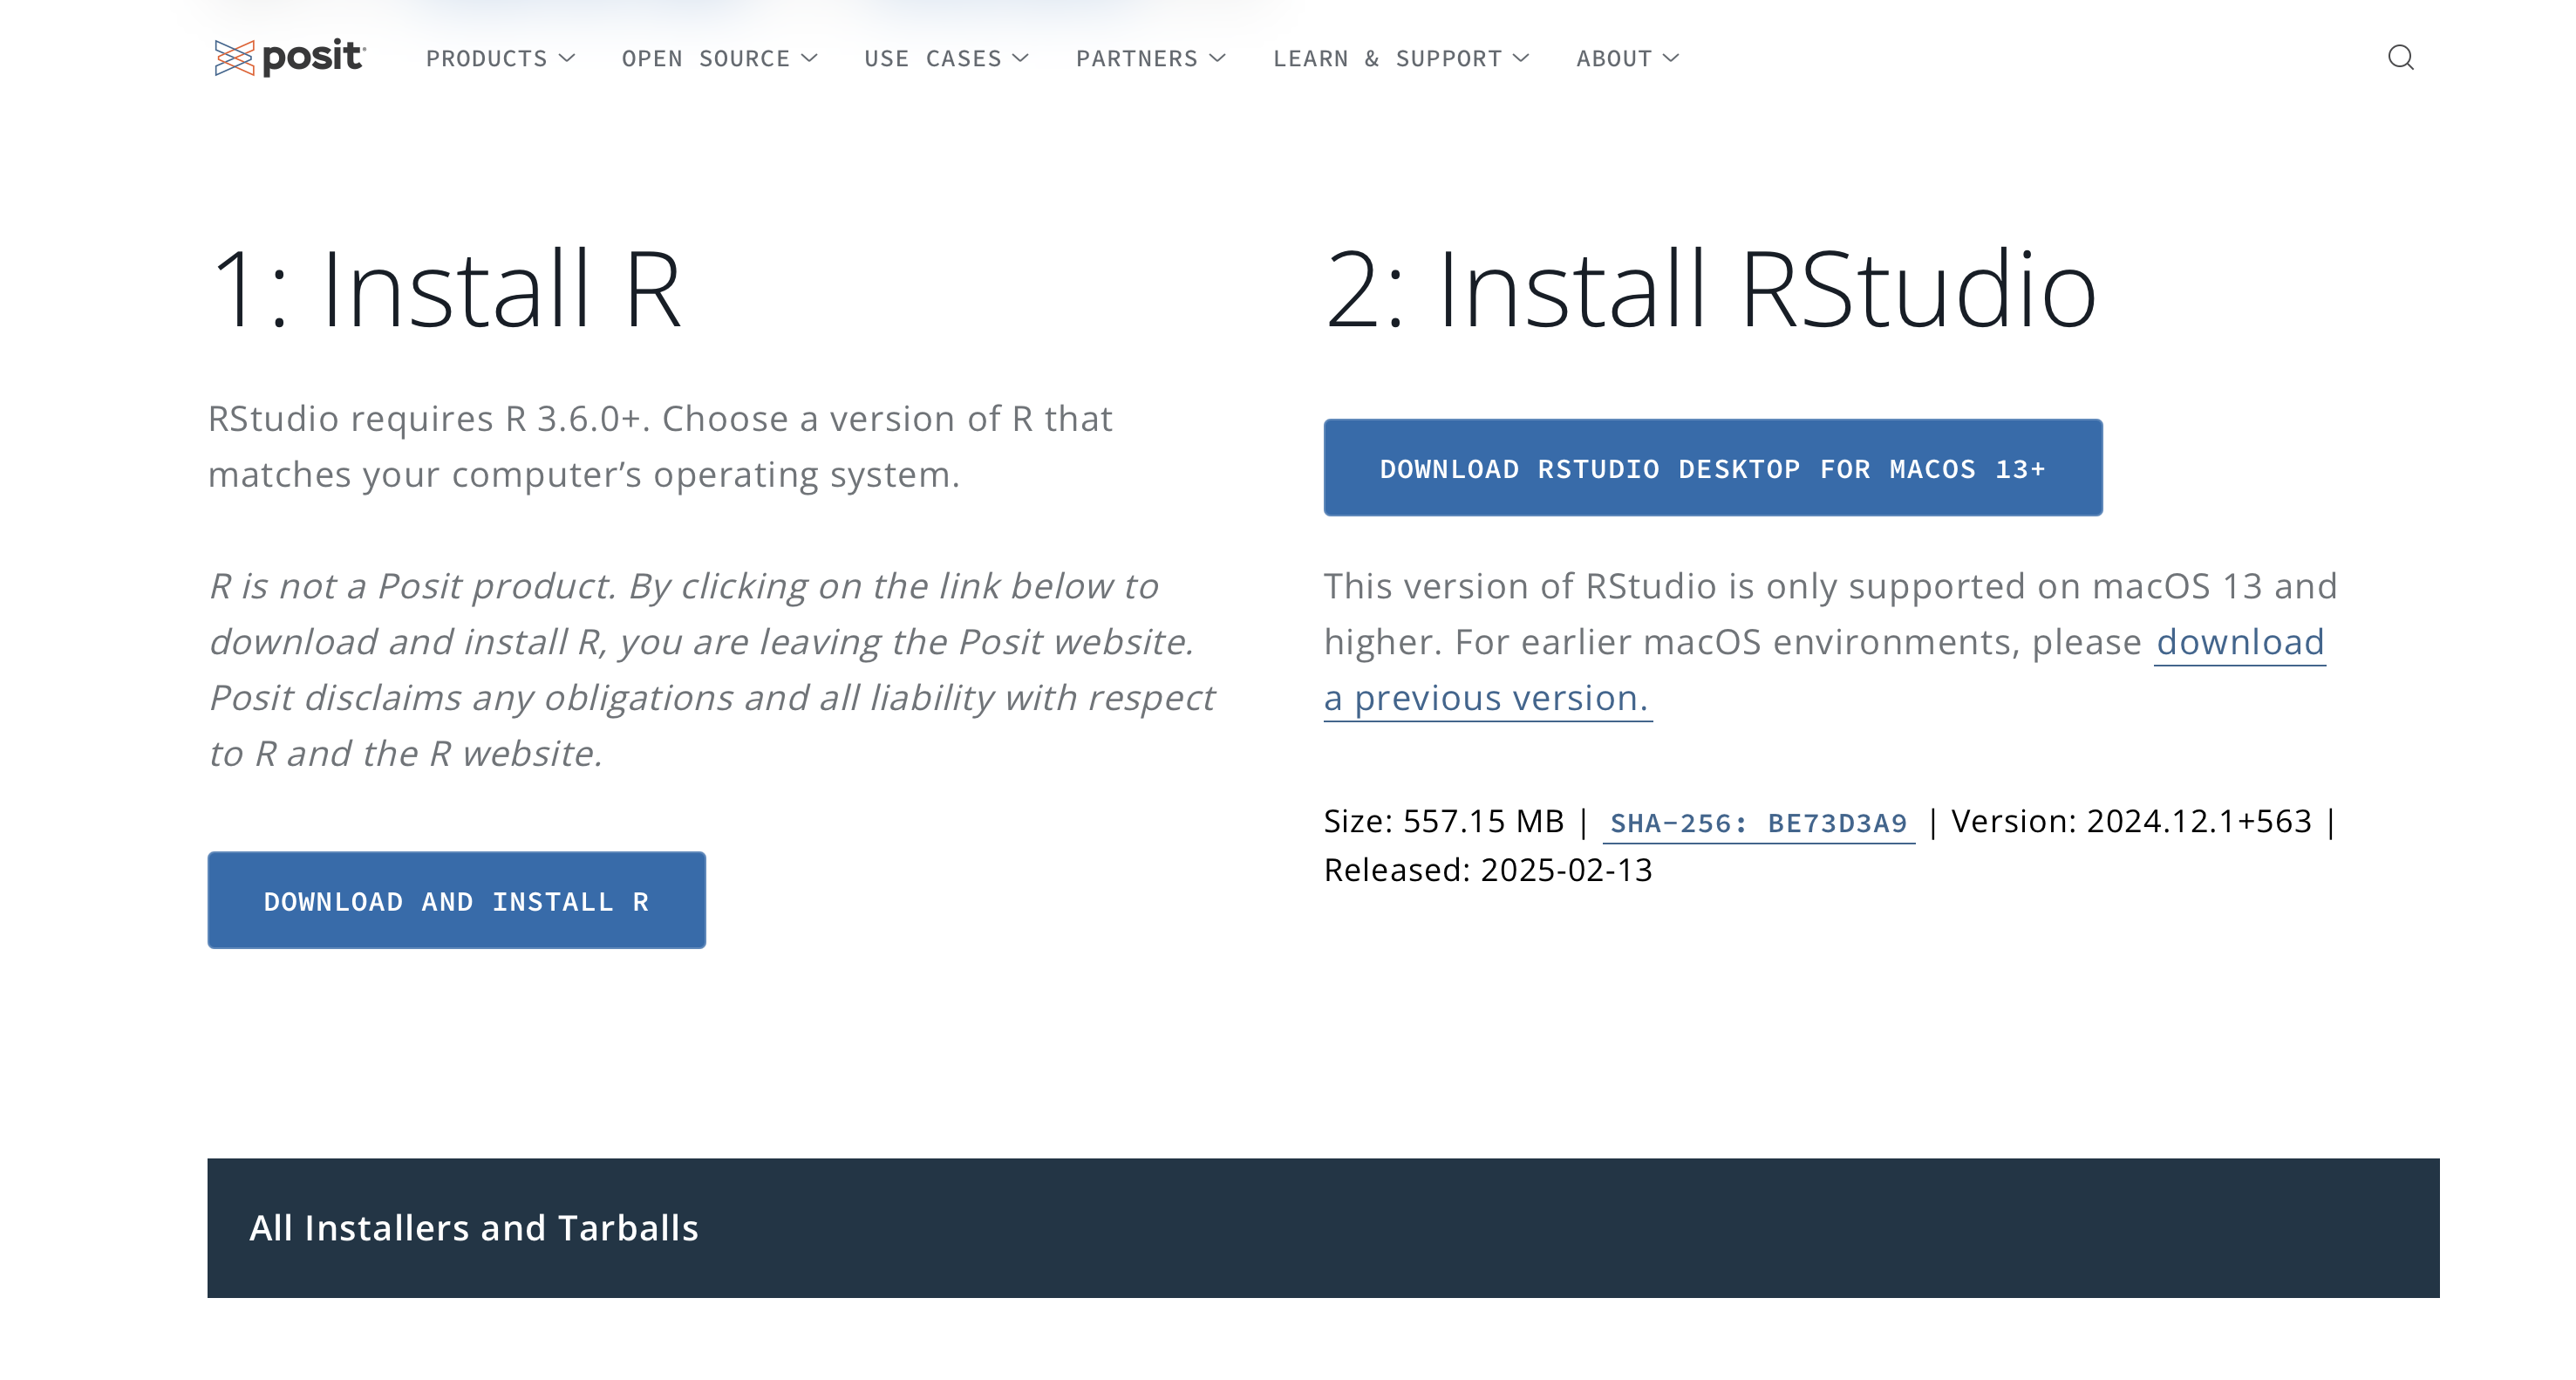 posit
PRODUCTS OPEN SOURCE USE CASES PARTNERS LEARN & SUPPORT ABOUT
1: Install R
RStudio requires R 3.6.0+. Choose a version of R that
matches your computer’s operating system.
R is not a Posit product. By clicking on the link below to
download and install R, you are leaving the Posit website.
Posit disclaims any obligations and all liability with respect
to R and the R website.
DOWNLOAD AND INSTALL R
2: Install RStudio
DOWNLOAD RSTUDIO DESKTOP FOR MACOS 13+
This version of RStudio is only supported on macOS 13 and
higher. For earlier macOS environments, please download
a previous version.
Size: 557.15 MB | SHA-256: BE73D3A9 | Version: 2024.12.1+563 |
Released: 2025-02-13
All Installers and Tarballs